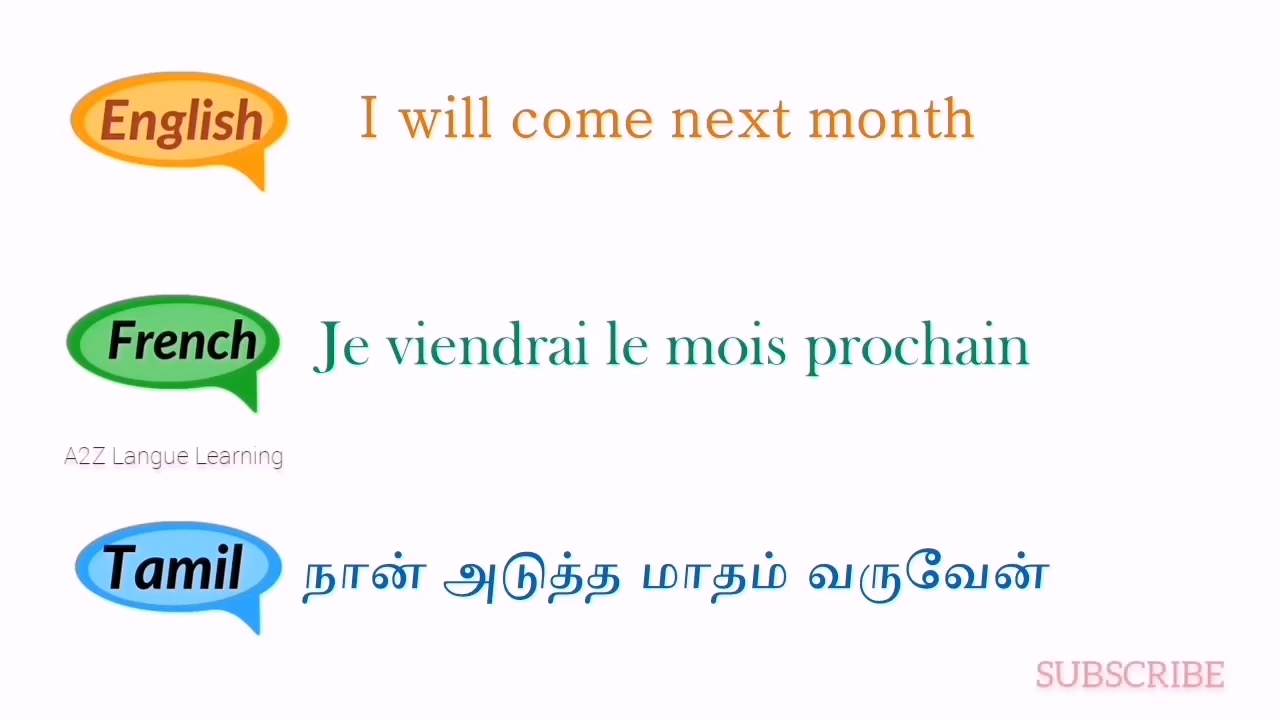 English I will come next month
French Je viendrai le mois prochain
A2Z Langue Learning
Tamil நான் அடுத்த மாதம் வருவேன்
SUBSCRIBE